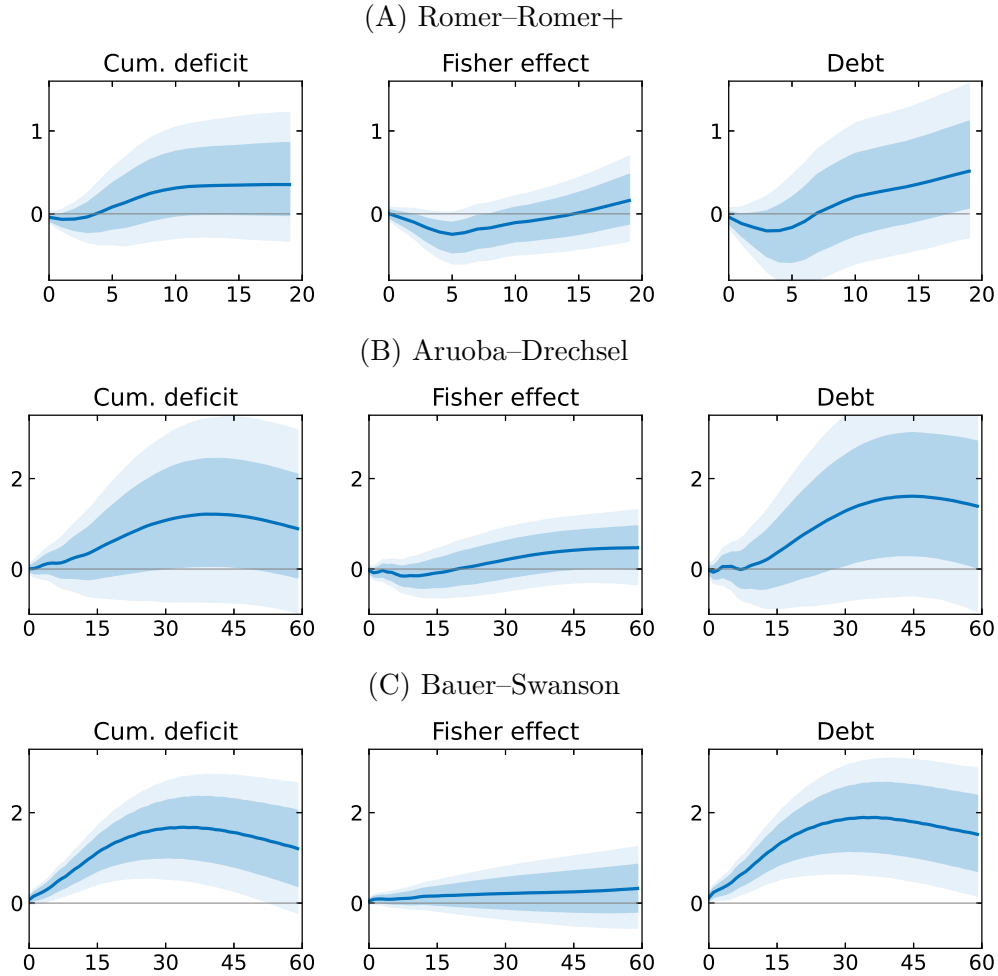 (A) Romer–Romer+
Cum. deficit Fisher effect Debt
1 1 1
0 0 0
0 5 10 15 20 0 5 10 15 20 0 5 10 15 20
(B) Aruoba–Drechsel
Cum. deficit Fisher effect Debt
2 2 2
0 0 0
0 15 30 45 60 0 15 30 45 60 0 15 30 45 60
(C) Bauer–Swanson
Cum. deficit Fisher effect Debt
2 2 2
0 0 0
0 15 30 45 60 0 15 30 45 60 0 15 30 45 60